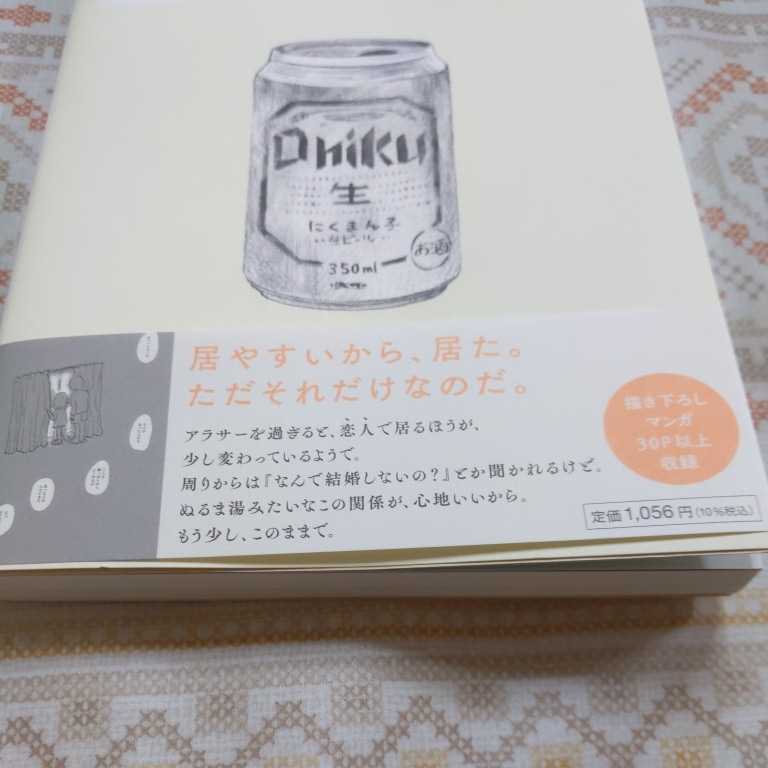 Oniku
生
にくまん子
生ビール
お酒
350ml
居やすいから、居た。
ただそれだけなのだ。
アラサーを過ぎると、恋人で居るほうが、
少し変わっているようで。
周りからは『なんで結婚しないの？』とか聞かれるけど。
ぬるま湯みたいなこの関係が、心地いいから。
もう少し、このままで。
描き下ろし
マンガ
30P以上
収録
定価1,056円(10%税込)